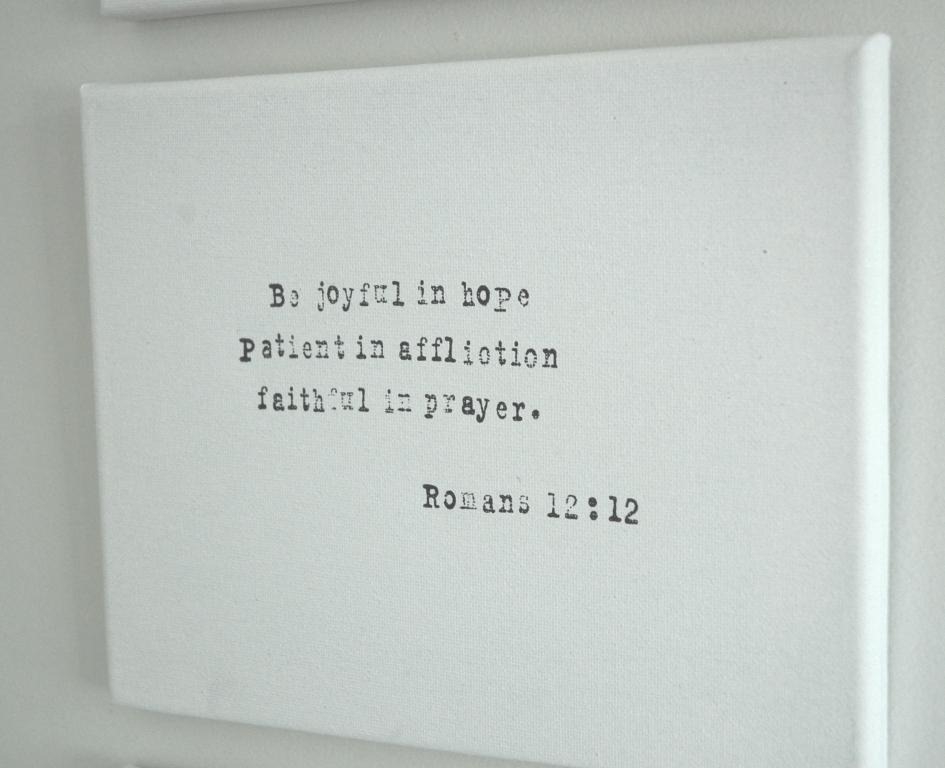 Be joyful in hope
Patient in affliction
faithful in prayer.
Romans 12:12